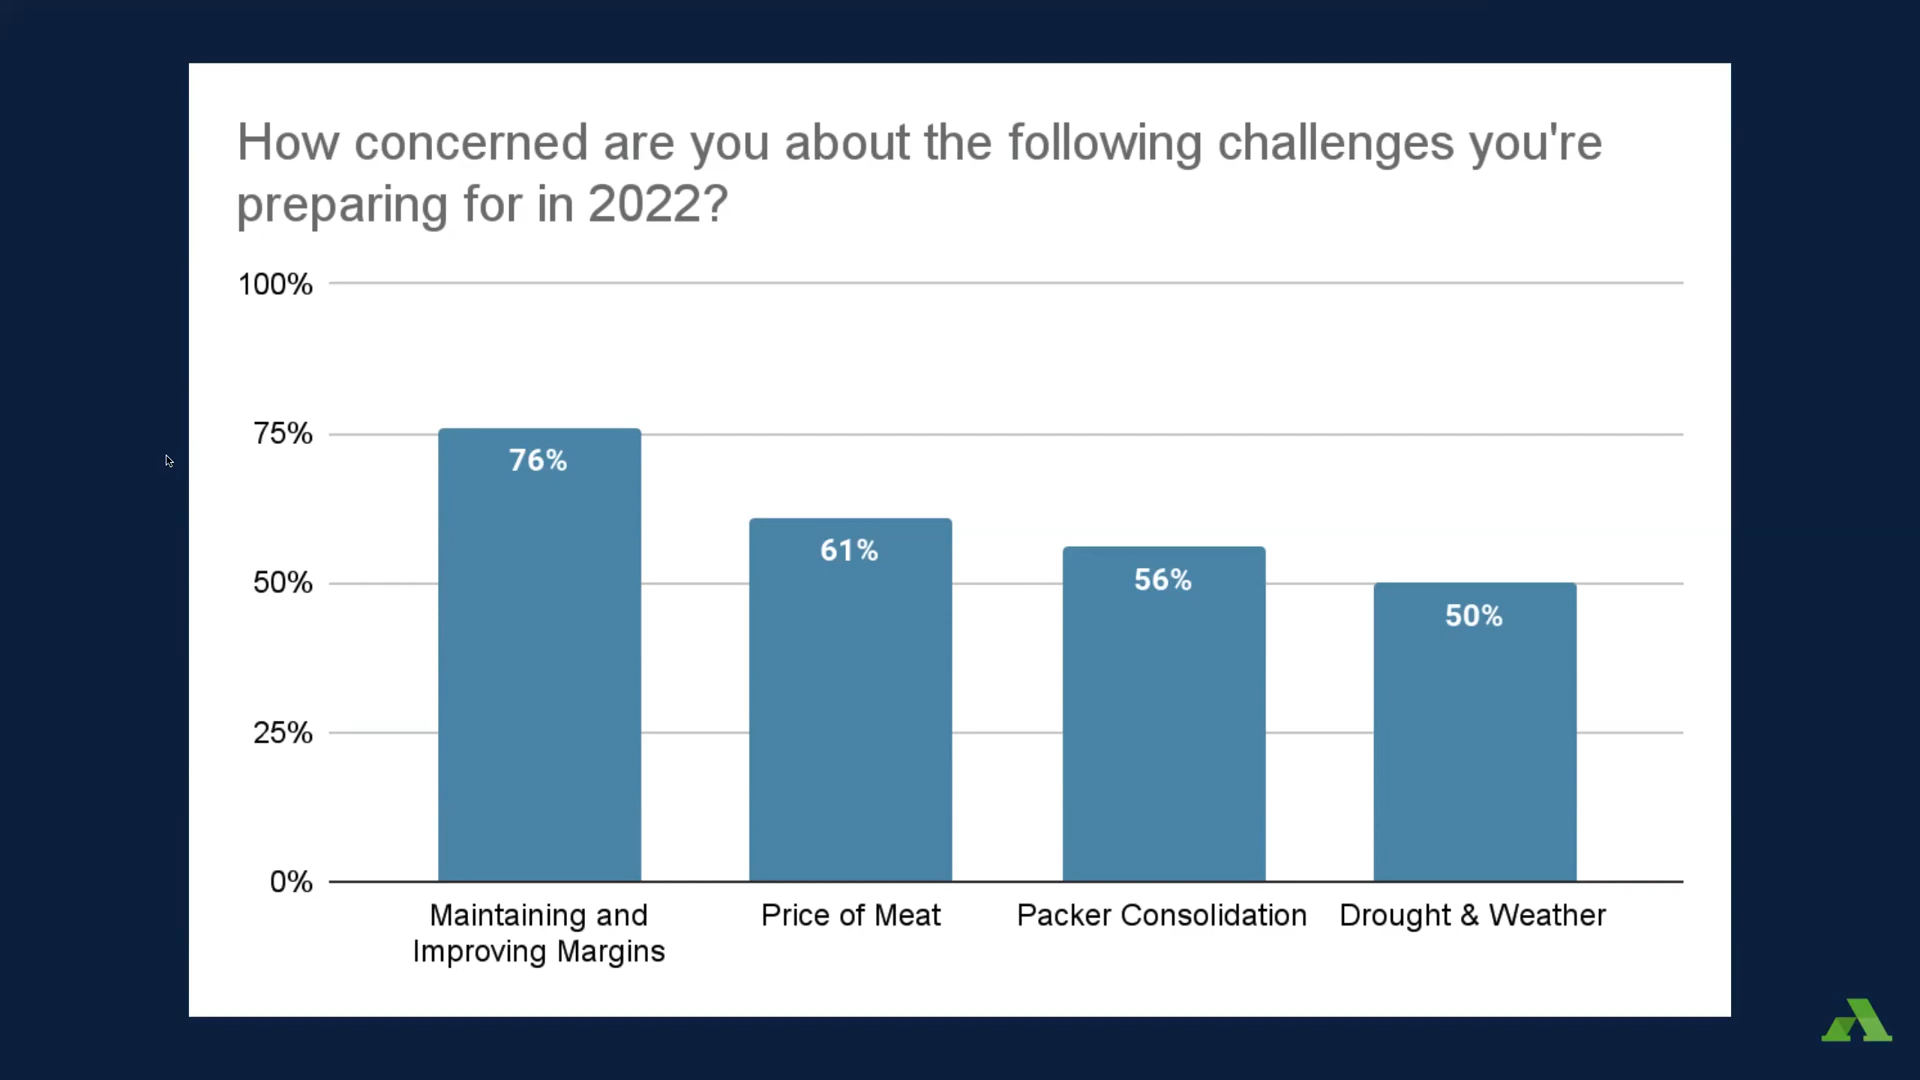 How concerned are you about the following challenges you're
preparing for in 2022?
100%
75%
50%
25%
0%
76%
61%
56%
50%
Maintaining and
Improving Margins
Price of Meat
Packer Consolidation
Drought & Weather